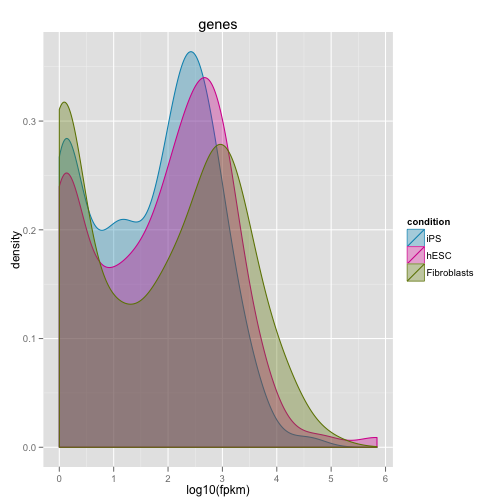 genes
density
0.3
0.2
0.1
0.0
0 1 2 3 4 5 6
log10(fpkm)
condition
iPS
hESC
Fibroblasts